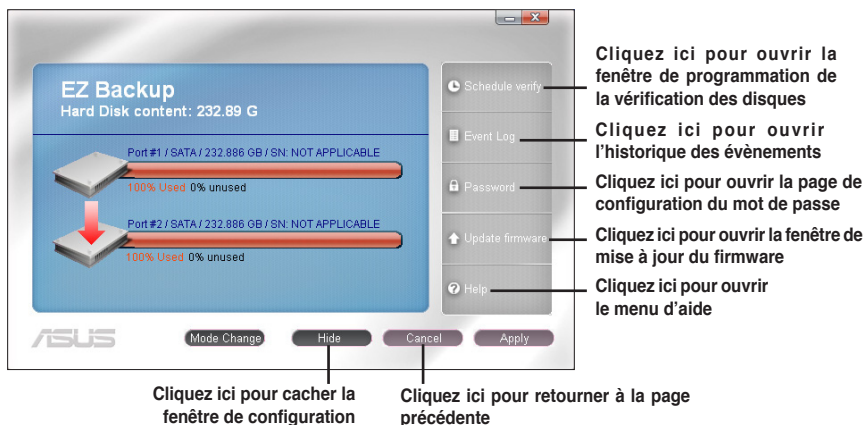 EZ Backup
Hard Disk content: 232.89 G
Port#1 / SATA / 232.886 GB / SN: NOT APPLICABLE
100% Used 0% unused
Port#2 / SATA / 232.886 GB / SN: NOT APPLICABLE
100% Used 0% unused
Schedule verify
Event Log
Password
Update firmware
Help
ASUS
Mode Change
Hide
Cancel
Apply
Cliquez ici pour ouvrir la
fenêtre de programmation de
la vérification des disques
Cliquez ici pour ouvrir
l’historique des évènements
Cliquez ici pour ouvrir la page de
configuration du mot de passe
Cliquez ici pour ouvrir la fenêtre de
mise à jour du firmware
Cliquez ici pour ouvrir
le menu d’aide
Cliquez ici pour cacher la
fenêtre de configuration
Cliquez ici pour retourner à la page
précédente